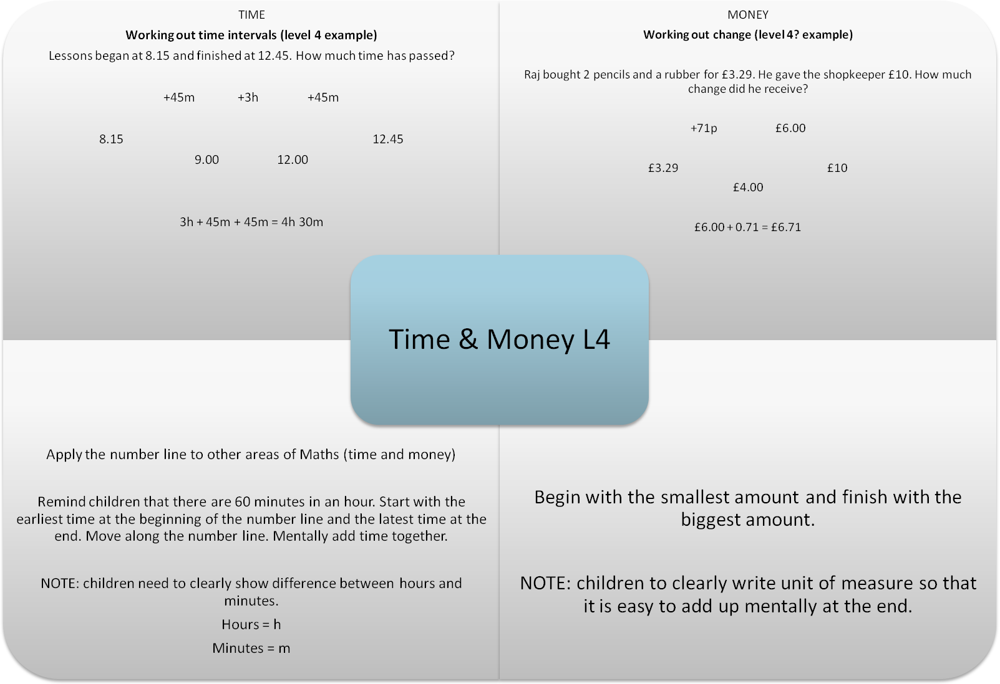 TIME
Working out time intervals (level 4 example)
Lessons began at 8.15 and finished at 12.45. How much time has passed?
+45m +3h +45m
8.15 12.45
9.00 12.00
3h + 45m + 45m = 4h 30m
MONEY
Working out change (level 4? example)
Raj bought 2 pencils and a rubber for £3.29. He gave the shopkeeper £10. How much
change did he receive?
+71p £6.00
£3.29 £10
£4.00
£6.00 + 0.71 = £6.71
Time & Money L4
Apply the number line to other areas of Maths (time and money)
Remind children that there are 60 minutes in an hour. Start with the
earliest time at the beginning of the number line and the latest time at the
end. Move along the number line. Mentally add time together.
NOTE: children need to clearly show difference between hours and
minutes.
Hours = h
Minutes = m
Begin with the smallest amount and finish with the
biggest amount.
NOTE: children to clearly write unit of measure so that
it is easy to add up mentally at the end.